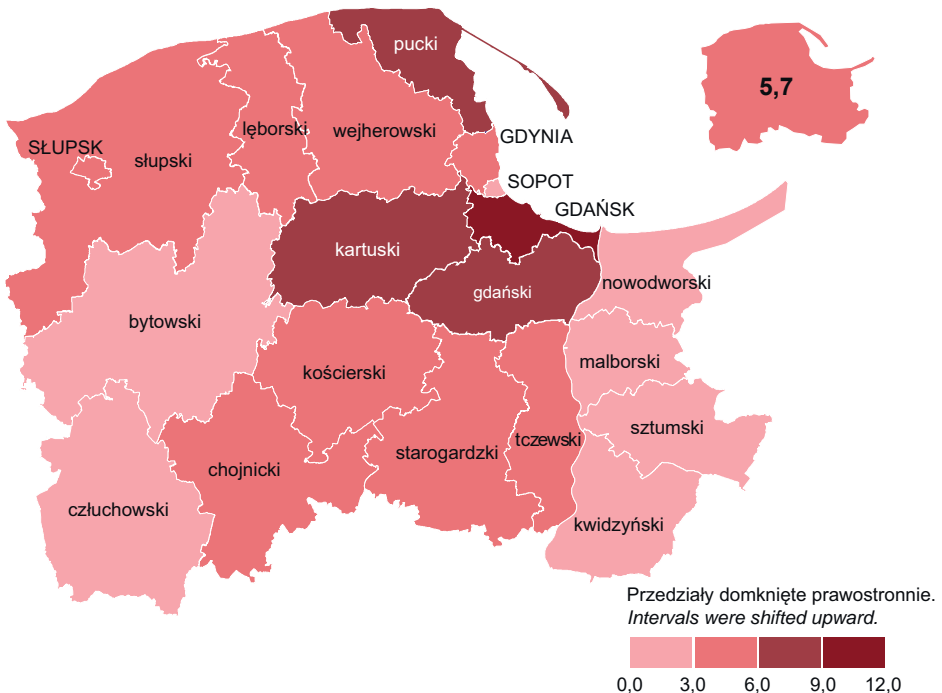 pucki
5,7
GDYNIA
SŁUPSK
słupski
lęborski
wejherowski
SOPOT
GDAŃSK
kartuski
gdański
nowodworski
bytowski
malborski
kościerski
sztumski
starogardzki
tczewski
chojnicki
człuchowski
kwidzyński
Przedziały domknięte prawostronnie.
Intervals were shifted upward.
0,0 3,0 6,0 9,0 12,0